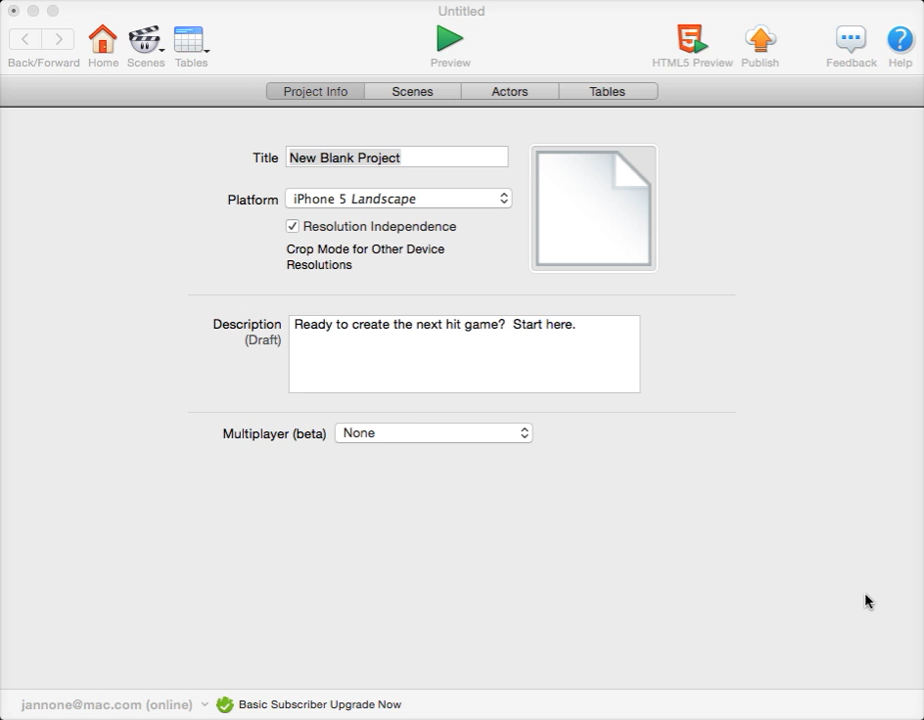 Untitled
Back/Forward Home Scenes Tables Preview HTML5 Preview Publish Feedback Help
Project Info Scenes Actors Tables
Title New Blank Project
Platform iPhone 5 Landscape
Resolution Independence
Crop Mode for Other Device
Resolutions
Description Ready to create the next hit game? Start here.
(Draft)
Multiplayer (beta) None
jannone@mac.com (online) Basic Subscriber Upgrade Now